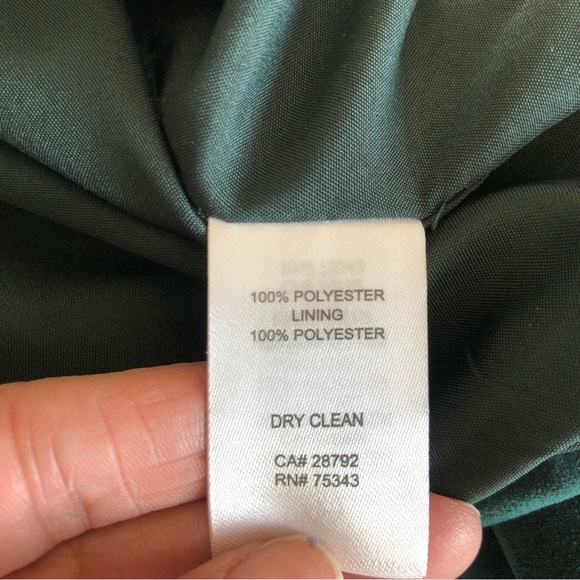 100% POLYESTER
LINING
100% POLYESTER
DRY CLEAN
CA# 28792
RN# 75343